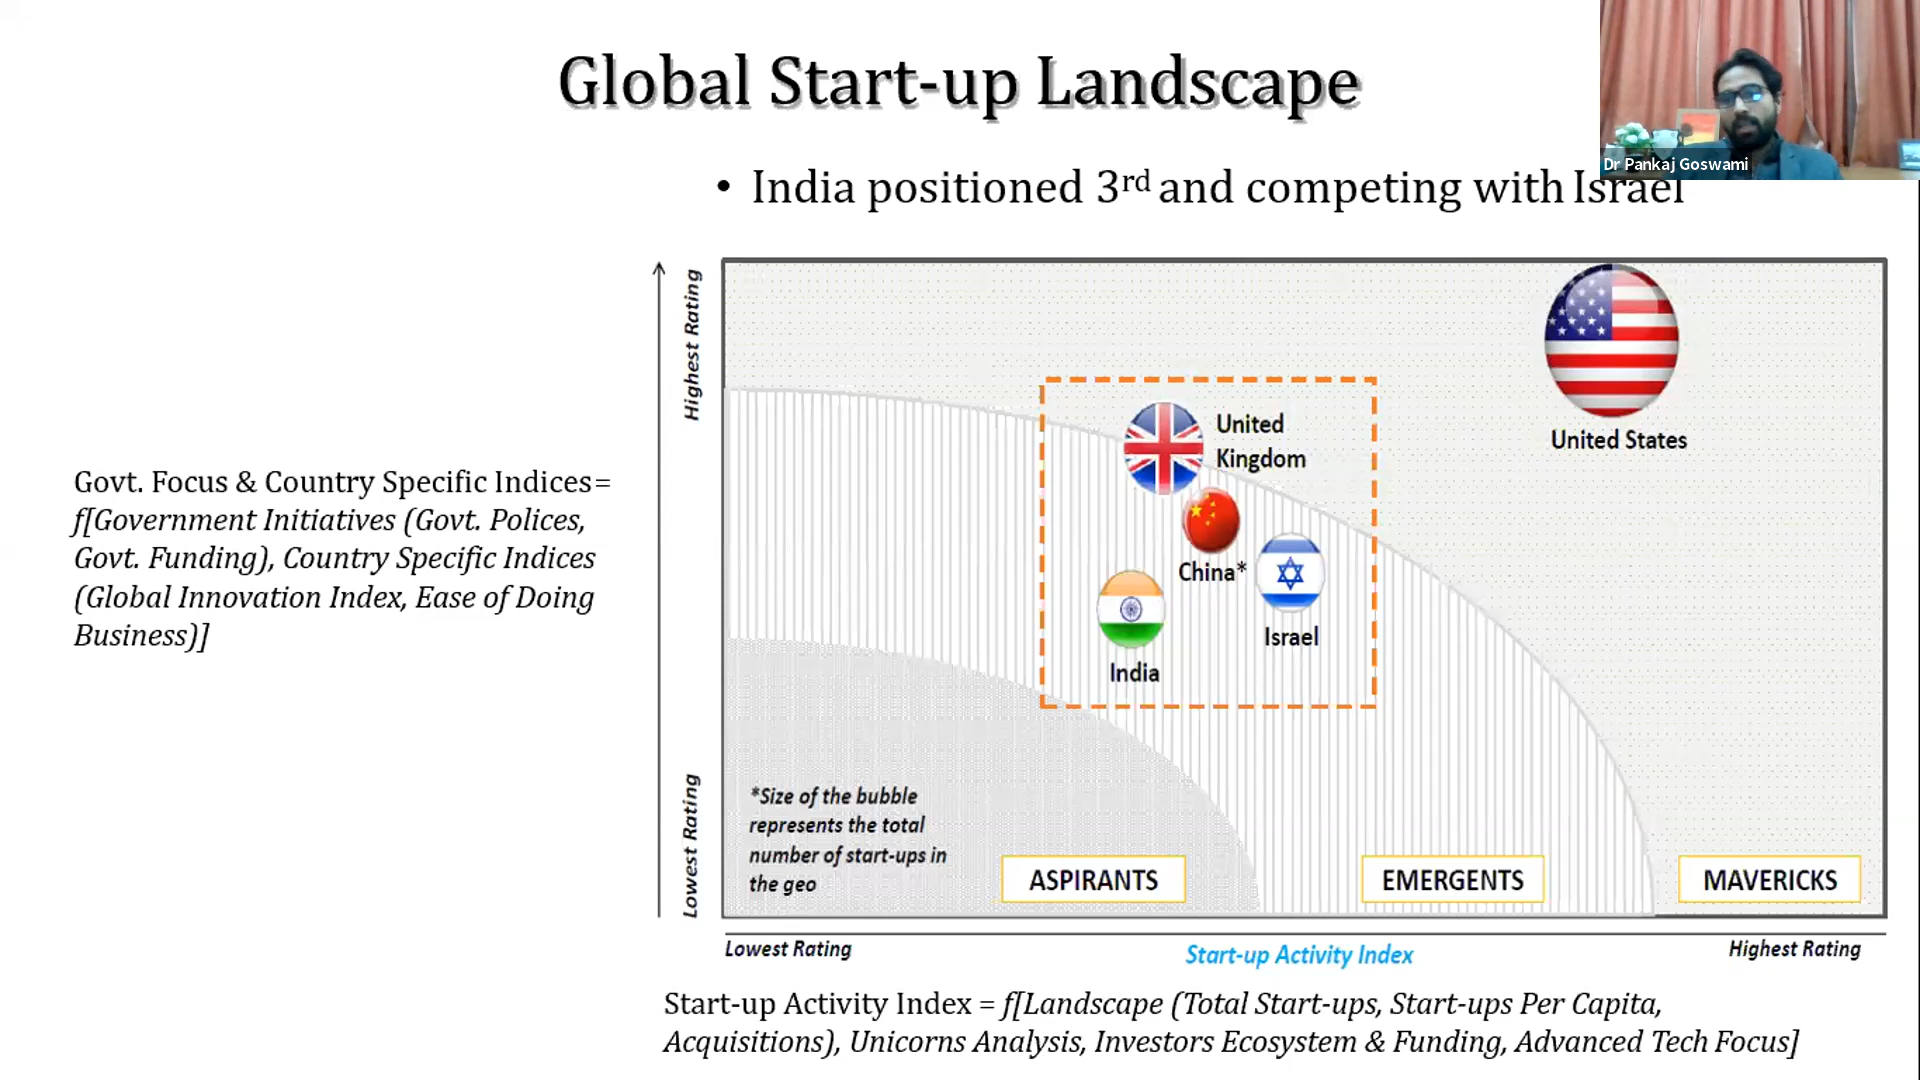 Global Start-up Landscape
Dr Pankaj Goswami
• India positioned 3rd and competing with Israel
Highest Rating
United States
United
Kingdom
China*
Israel
India
Govt. Focus & Country Specific Indices=
f[Government Initiatives (Govt. Polices,
Govt. Funding), Country Specific Indices
(Global Innovation Index, Ease of Doing
Business)]
Lowest Rating
*Size of the bubble
represents the total
number of start-ups in
the geo
ASPIRANTS
EMERGENTS
MAVERICKS
Lowest Rating
Start-up Activity Index
Highest Rating
Start-up Activity Index = f[Landscape (Total Start-ups, Start-ups Per Capita,
Acquisitions), Unicorns Analysis, Investors Ecosystem & Funding, Advanced Tech Focus]